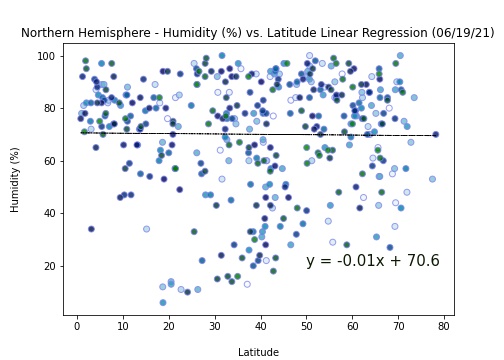 Northern Hemisphere - Humidity (%) vs. Latitude Linear Regression (06/19/21)
100
80
60
40
20
Humidity (%)
y = -0.01x + 70.6
0 10 20 30 40 50 60 70 80
Latitude